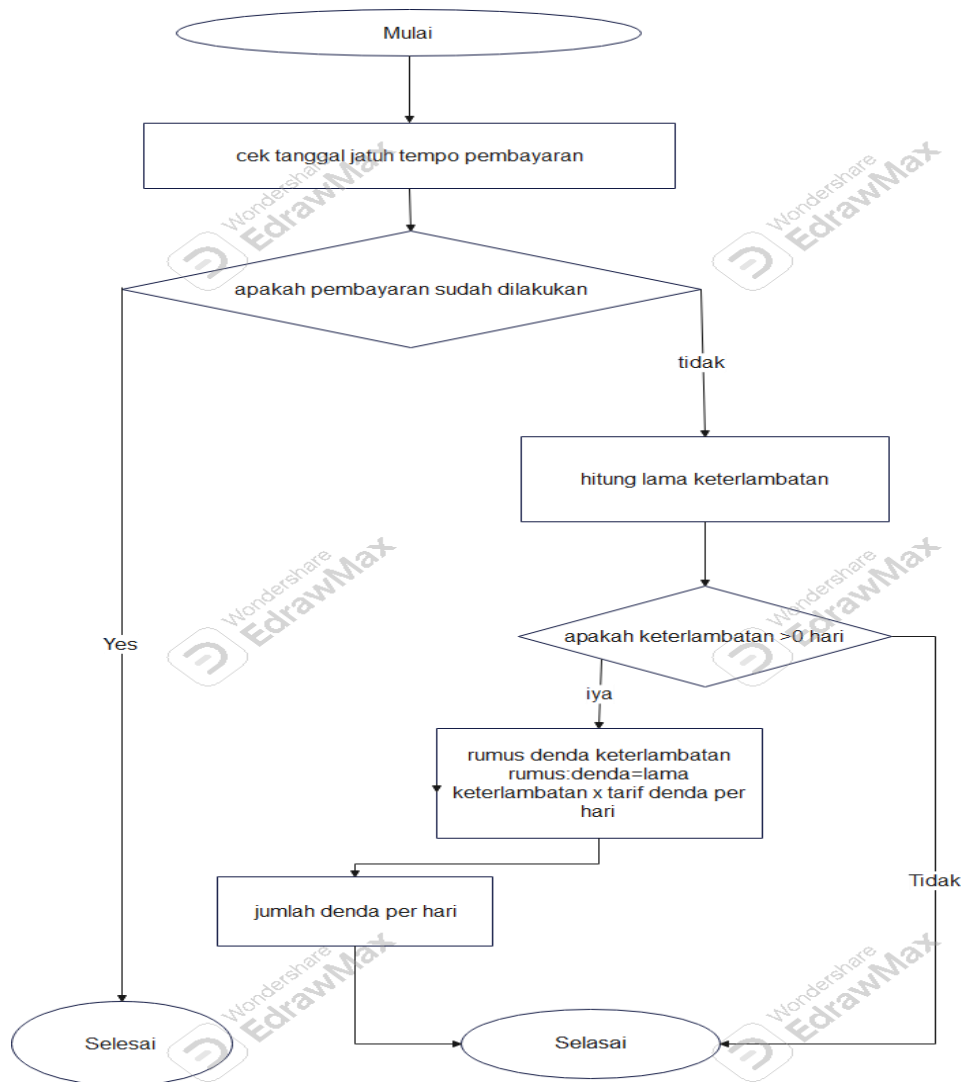 Mulai
cek tanggal jatuh tempo pembayaran
Wondershare
EdrawMax
Wondershare
EdrawMax
apakah pembayaran sudah dilakukan
tidak
hitung lama keterlambatan
Wondershare
EdrawMax
Wondershare
EdrawMax
Yes
apakah keterlambatan >0 hari
iya
rumus denda keterlambatan
rumus:denda=lama
keterlambatan x tarif denda per
hari
Tidak
jumlah denda per hari
Wondershare
EdrawMax
Wondershare
EdrawMax
Selesai
Selasai